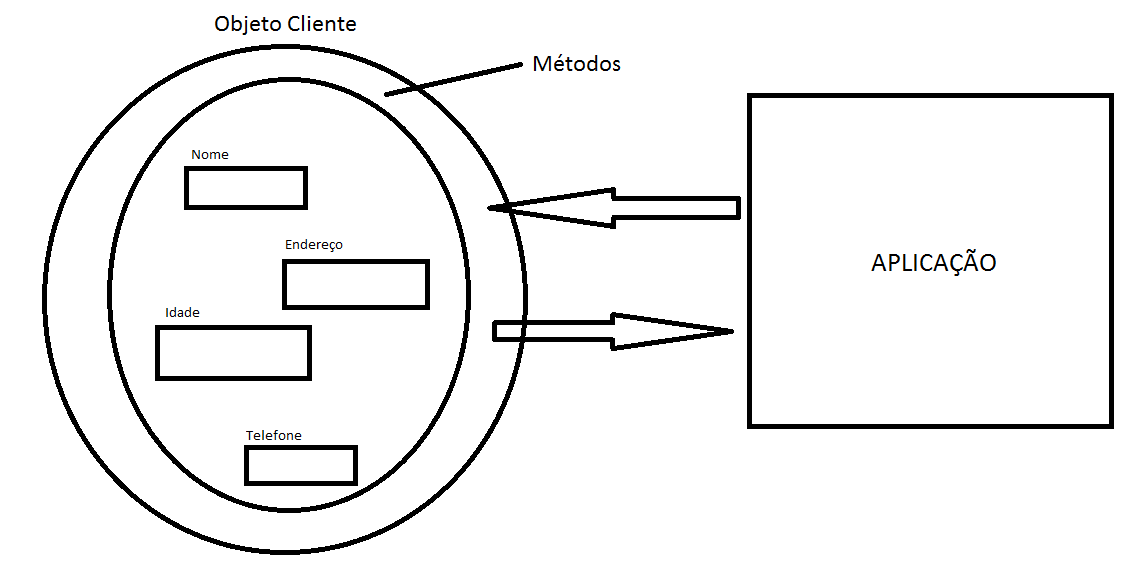 Objeto Cliente
Métodos
Nome
Endereço
Idade
Telefone
APLICAÇÃO